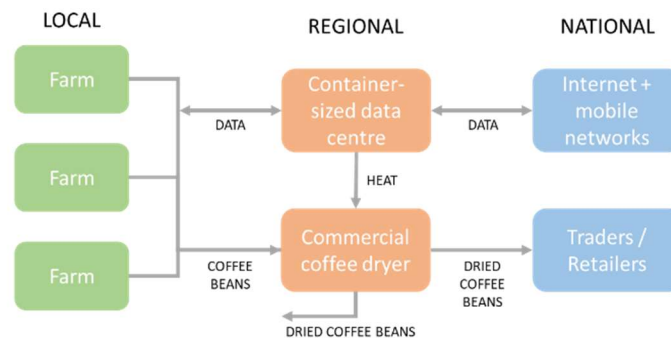 LOCAL
REGIONAL
NATIONAL
Farm
Container-
sized data
centre
Internet +
mobile
networks
DATA
DATA
Farm
HEAT
Farm
Commercial
coffee dryer
Traders /
Retailers
COFFEE
BEANS
DRIED
COFFEE
BEANS
DRIED COFFEE BEANS